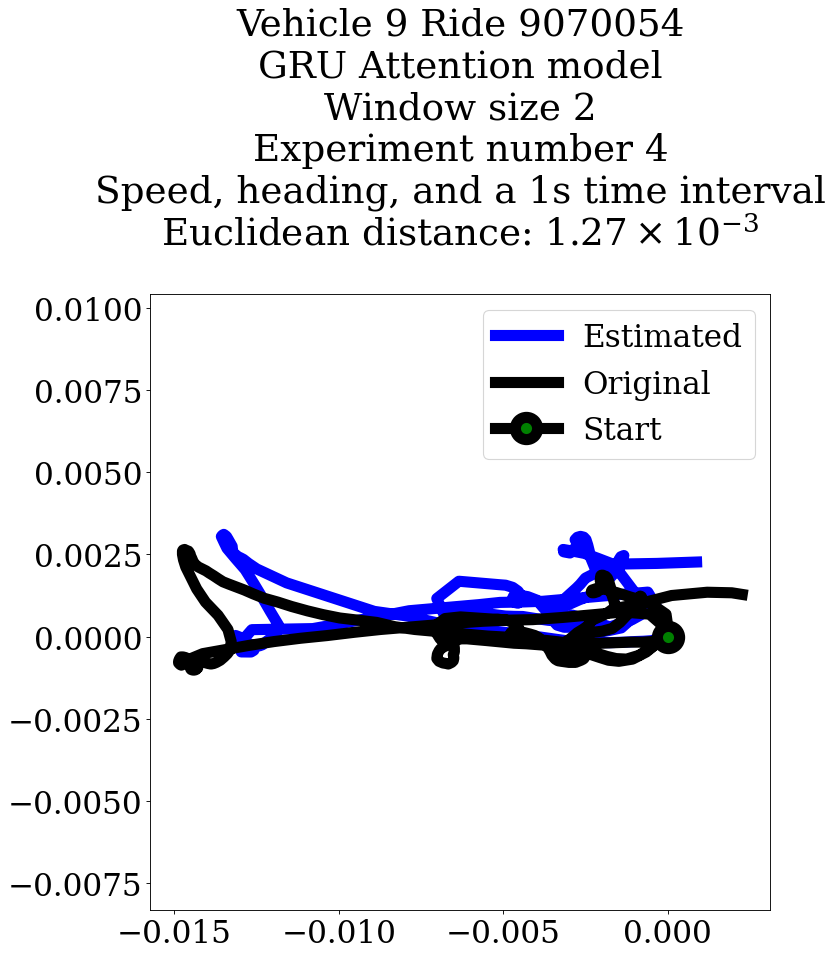 Vehicle 9 Ride 9070054
GRU Attention model
Window size 2
Experiment number 4
Speed, heading, and a 1s time interval
Euclidean distance: 1.27 × 10⁻³
0.0100
0.0075
0.0050
0.0025
0.0000
−0.0025
−0.0050
−0.0075
Estimated
Original
Start
−0.015 −0.010 −0.005 0.000